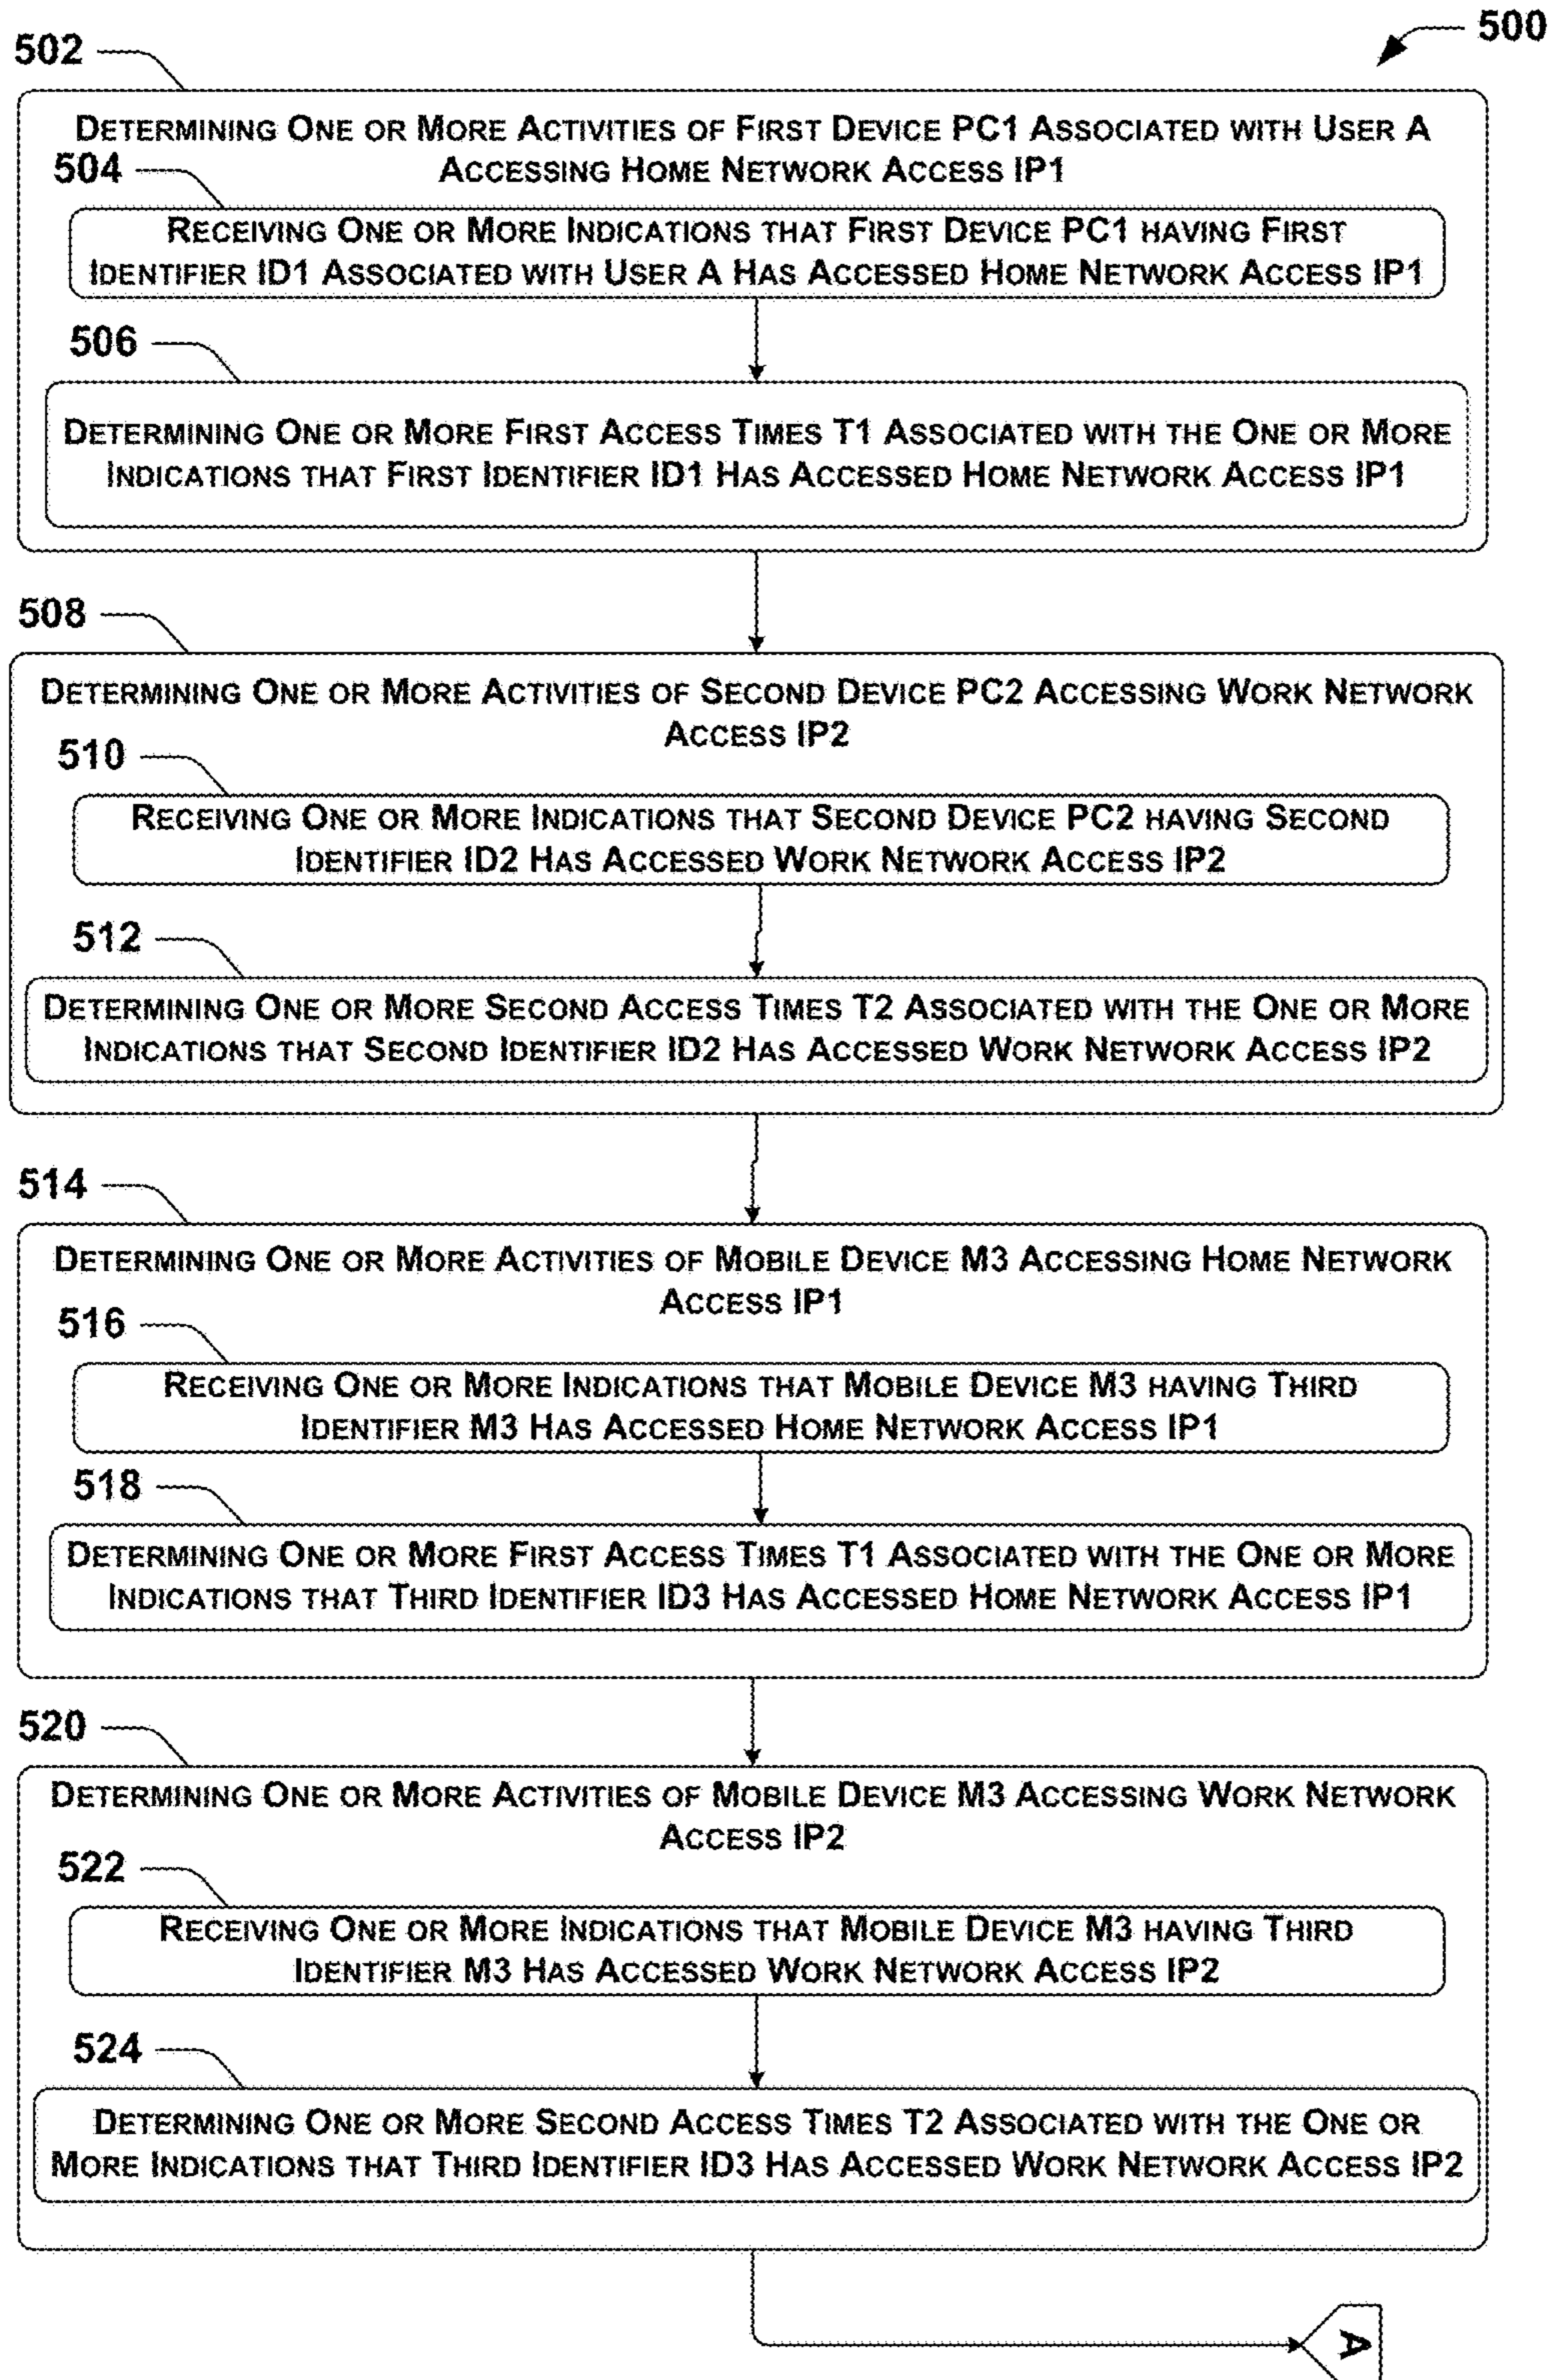 500
502
DETERMINING ONE OR MORE ACTIVITIES OF FIRST DEVICE PC1 ASSOCIATED WITH USER A
ACCESSING HOME NETWORK ACCESS IP1
504
RECEIVING ONE OR MORE INDICATIONS THAT FIRST DEVICE PC1 HAVING FIRST
IDENTIFIER ID1 ASSOCIATED WITH USER A HAS ACCESSED HOME NETWORK ACCESS IP1
506
DETERMINING ONE OR MORE FIRST ACCESS TIMES T1 ASSOCIATED WITH THE ONE OR MORE
INDICATIONS THAT FIRST IDENTIFIER ID1 HAS ACCESSED HOME NETWORK ACCESS IP1
508
DETERMINING ONE OR MORE ACTIVITIES OF SECOND DEVICE PC2 ACCESSING WORK NETWORK
ACCESS IP2
510
RECEIVING ONE OR MORE INDICATIONS THAT SECOND DEVICE PC2 HAVING SECOND
IDENTIFIER ID2 HAS ACCESSED WORK NETWORK ACCESS IP2
512
DETERMINING ONE OR MORE SECOND ACCESS TIMES T2 ASSOCIATED WITH THE ONE OR MORE
INDICATIONS THAT SECOND IDENTIFIER ID2 HAS ACCESSED WORK NETWORK ACCESS IP2
514
DETERMINING ONE OR MORE ACTIVITIES OF MOBILE DEVICE M3 ACCESSING HOME NETWORK
ACCESS IP1
516
RECEIVING ONE OR MORE INDICATIONS THAT MOBILE DEVICE M3 HAVING THIRD
IDENTIFIER M3 HAS ACCESSED HOME NETWORK ACCESS IP1
518
DETERMINING ONE OR MORE FIRST ACCESS TIMES T1 ASSOCIATED WITH THE ONE OR MORE
INDICATIONS THAT THIRD IDENTIFIER ID3 HAS ACCESSED HOME NETWORK ACCESS IP1
520
DETERMINING ONE OR MORE ACTIVITIES OF MOBILE DEVICE M3 ACCESSING WORK NETWORK
ACCESS IP2
522
RECEIVING ONE OR MORE INDICATIONS THAT MOBILE DEVICE M3 HAVING THIRD
IDENTIFIER M3 HAS ACCESSED WORK NETWORK ACCESS IP2
524
DETERMINING ONE OR MORE SECOND ACCESS TIMES T2 ASSOCIATED WITH THE ONE OR
MORE INDICATIONS THAT THIRD IDENTIFIER ID3 HAS ACCESSED WORK NETWORK ACCESS IP2
A